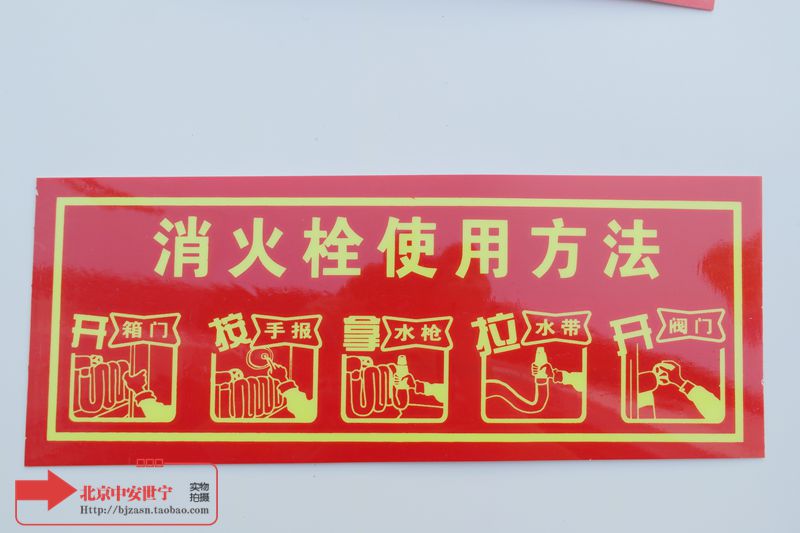 消火栓使用方法
开箱门 按手报 拿水枪 拉水带 开阀门
北京中安世宁 实物拍摄
Http://bjzasn.taobao.com